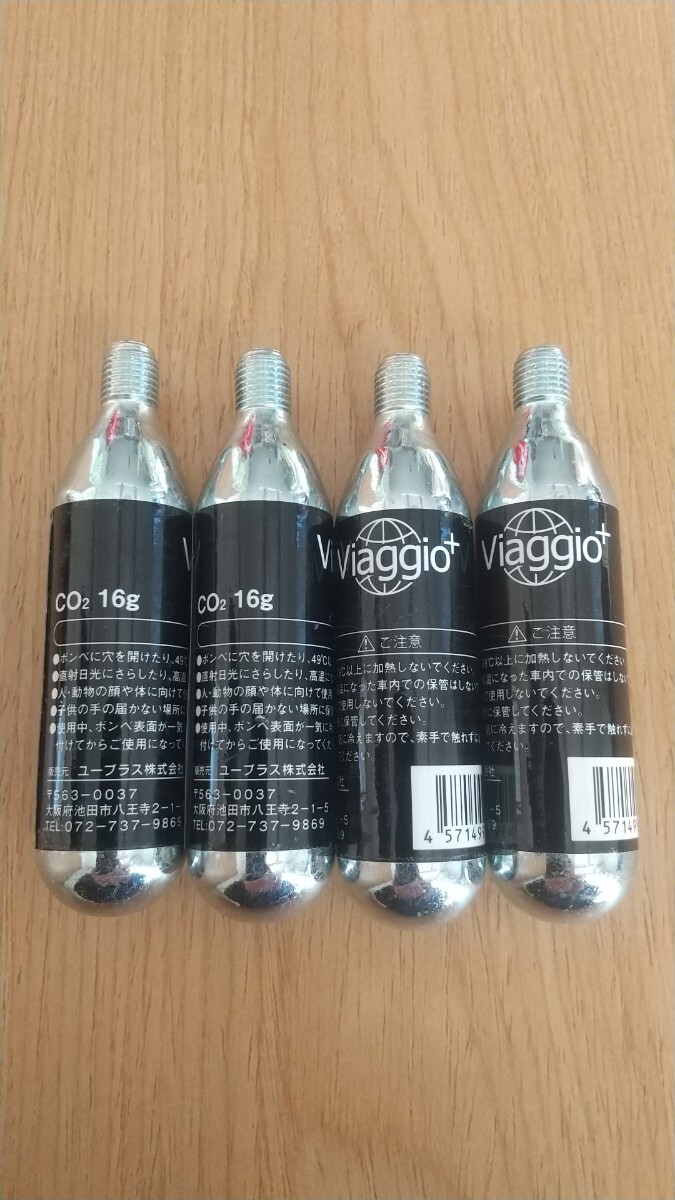 V
CO₂ 16g
●ボンベに穴を開けたり、49℃
●直射日光にさらしたり、高温
●人・動物の顔や体に向けて
●子供の手の届かない場所に
●使用中、ボンベ表面が一気
付けてからご使用になって
販売元 ユープラス株式会社
〒563-0037
大阪府池田市八王寺2-1-
TEL:072-737-9869
V
CO₂ 16g
●ボンベに穴を開けたり、49℃以
●直射日光にさらしたり、高温に
●人・動物の顔や体に向けて使用
●子供の手の届かない場所に保
●使用中、ボンベ表面が一気に
付けてからご使用になってくだ
販売元 ユープラス株式会社
〒563-0037
大阪府池田市八王寺2-1-5
TEL:072-737-9869
Viaggio+
⚠ ご注意
9℃以上に加熱しないでください。
温になった車内での保管はしない
使用しないでください。
に保管してください。
に冷えますので、素手で触れずに
ください。
-5
9
4 57149
Viaggio+
⚠ ご注意
9℃以上に加熱しないでください。
温になった車内での保管はしない
で使用しないでください。
に保管してください。
気に冷えますので、素手で触れずに
ください。
-5
9
4 57149